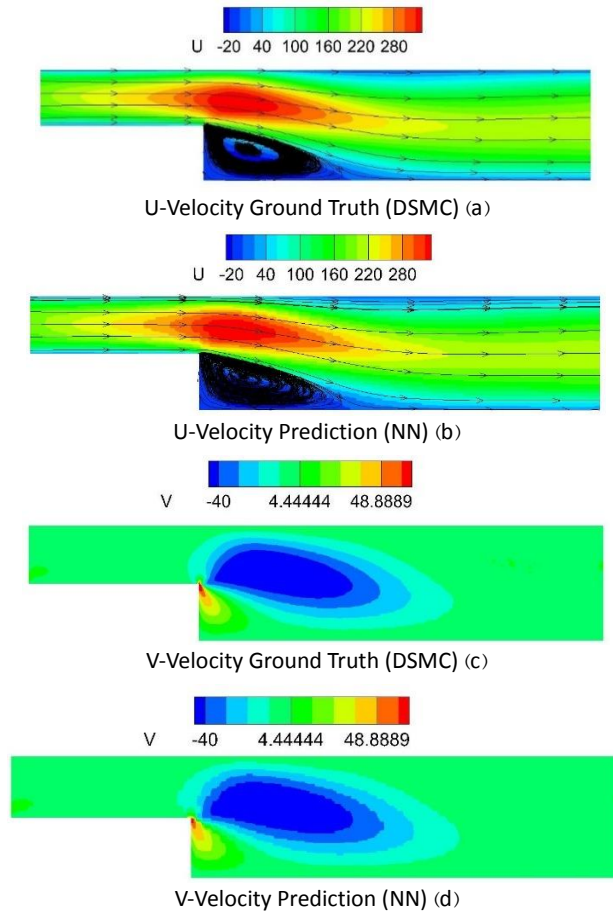 U -20 40 100 160 220 280
U-Velocity Ground Truth (DSMC) (a)
U -20 40 100 160 220 280
U-Velocity Prediction (NN) (b)
V -40 4.44444 48.8889
V-Velocity Ground Truth (DSMC) (c)
V -40 4.44444 48.8889
V-Velocity Prediction (NN) (d)